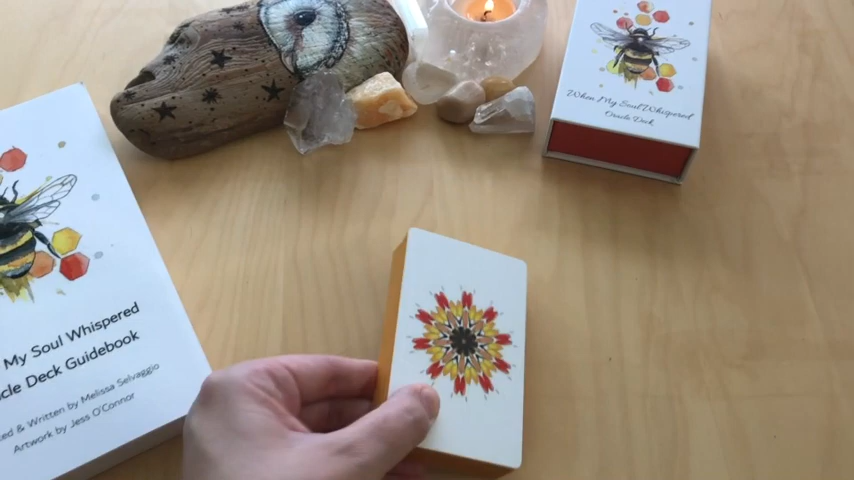 When My Soul Whispered
Oracle Deck
My Soul Whispered
cle Deck Guidebook
ed & Written by Melissa Selvaggio
Artwork by Jess O'Connor